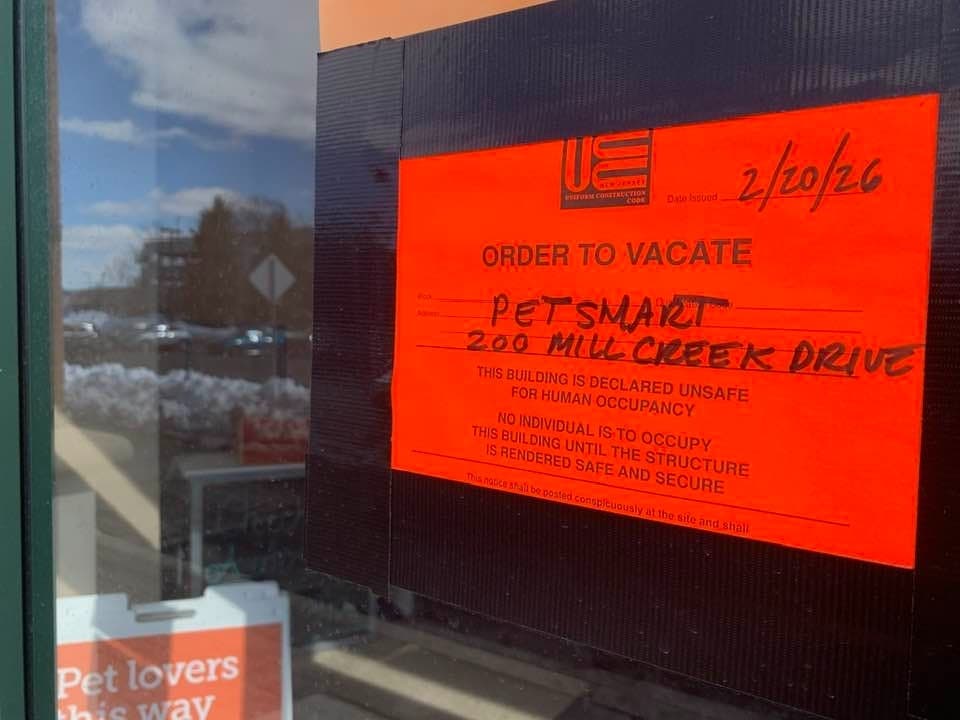 NEW JERSEY
UNIFORM CONSTRUCTION
CODE
Date Issued 2/20/26
ORDER TO VACATE
PETSMART
200 MILL CREEK DRIVE
THIS BUILDING IS DECLARED UNSAFE
FOR HUMAN OCCUPANCY
NO INDIVIDUAL IS TO OCCUPY
THIS BUILDING UNTIL THE STRUCTURE
IS RENDERED SAFE AND SECURE
This notice shall be posted conspicuously at the site and shall
Pet lovers
this way